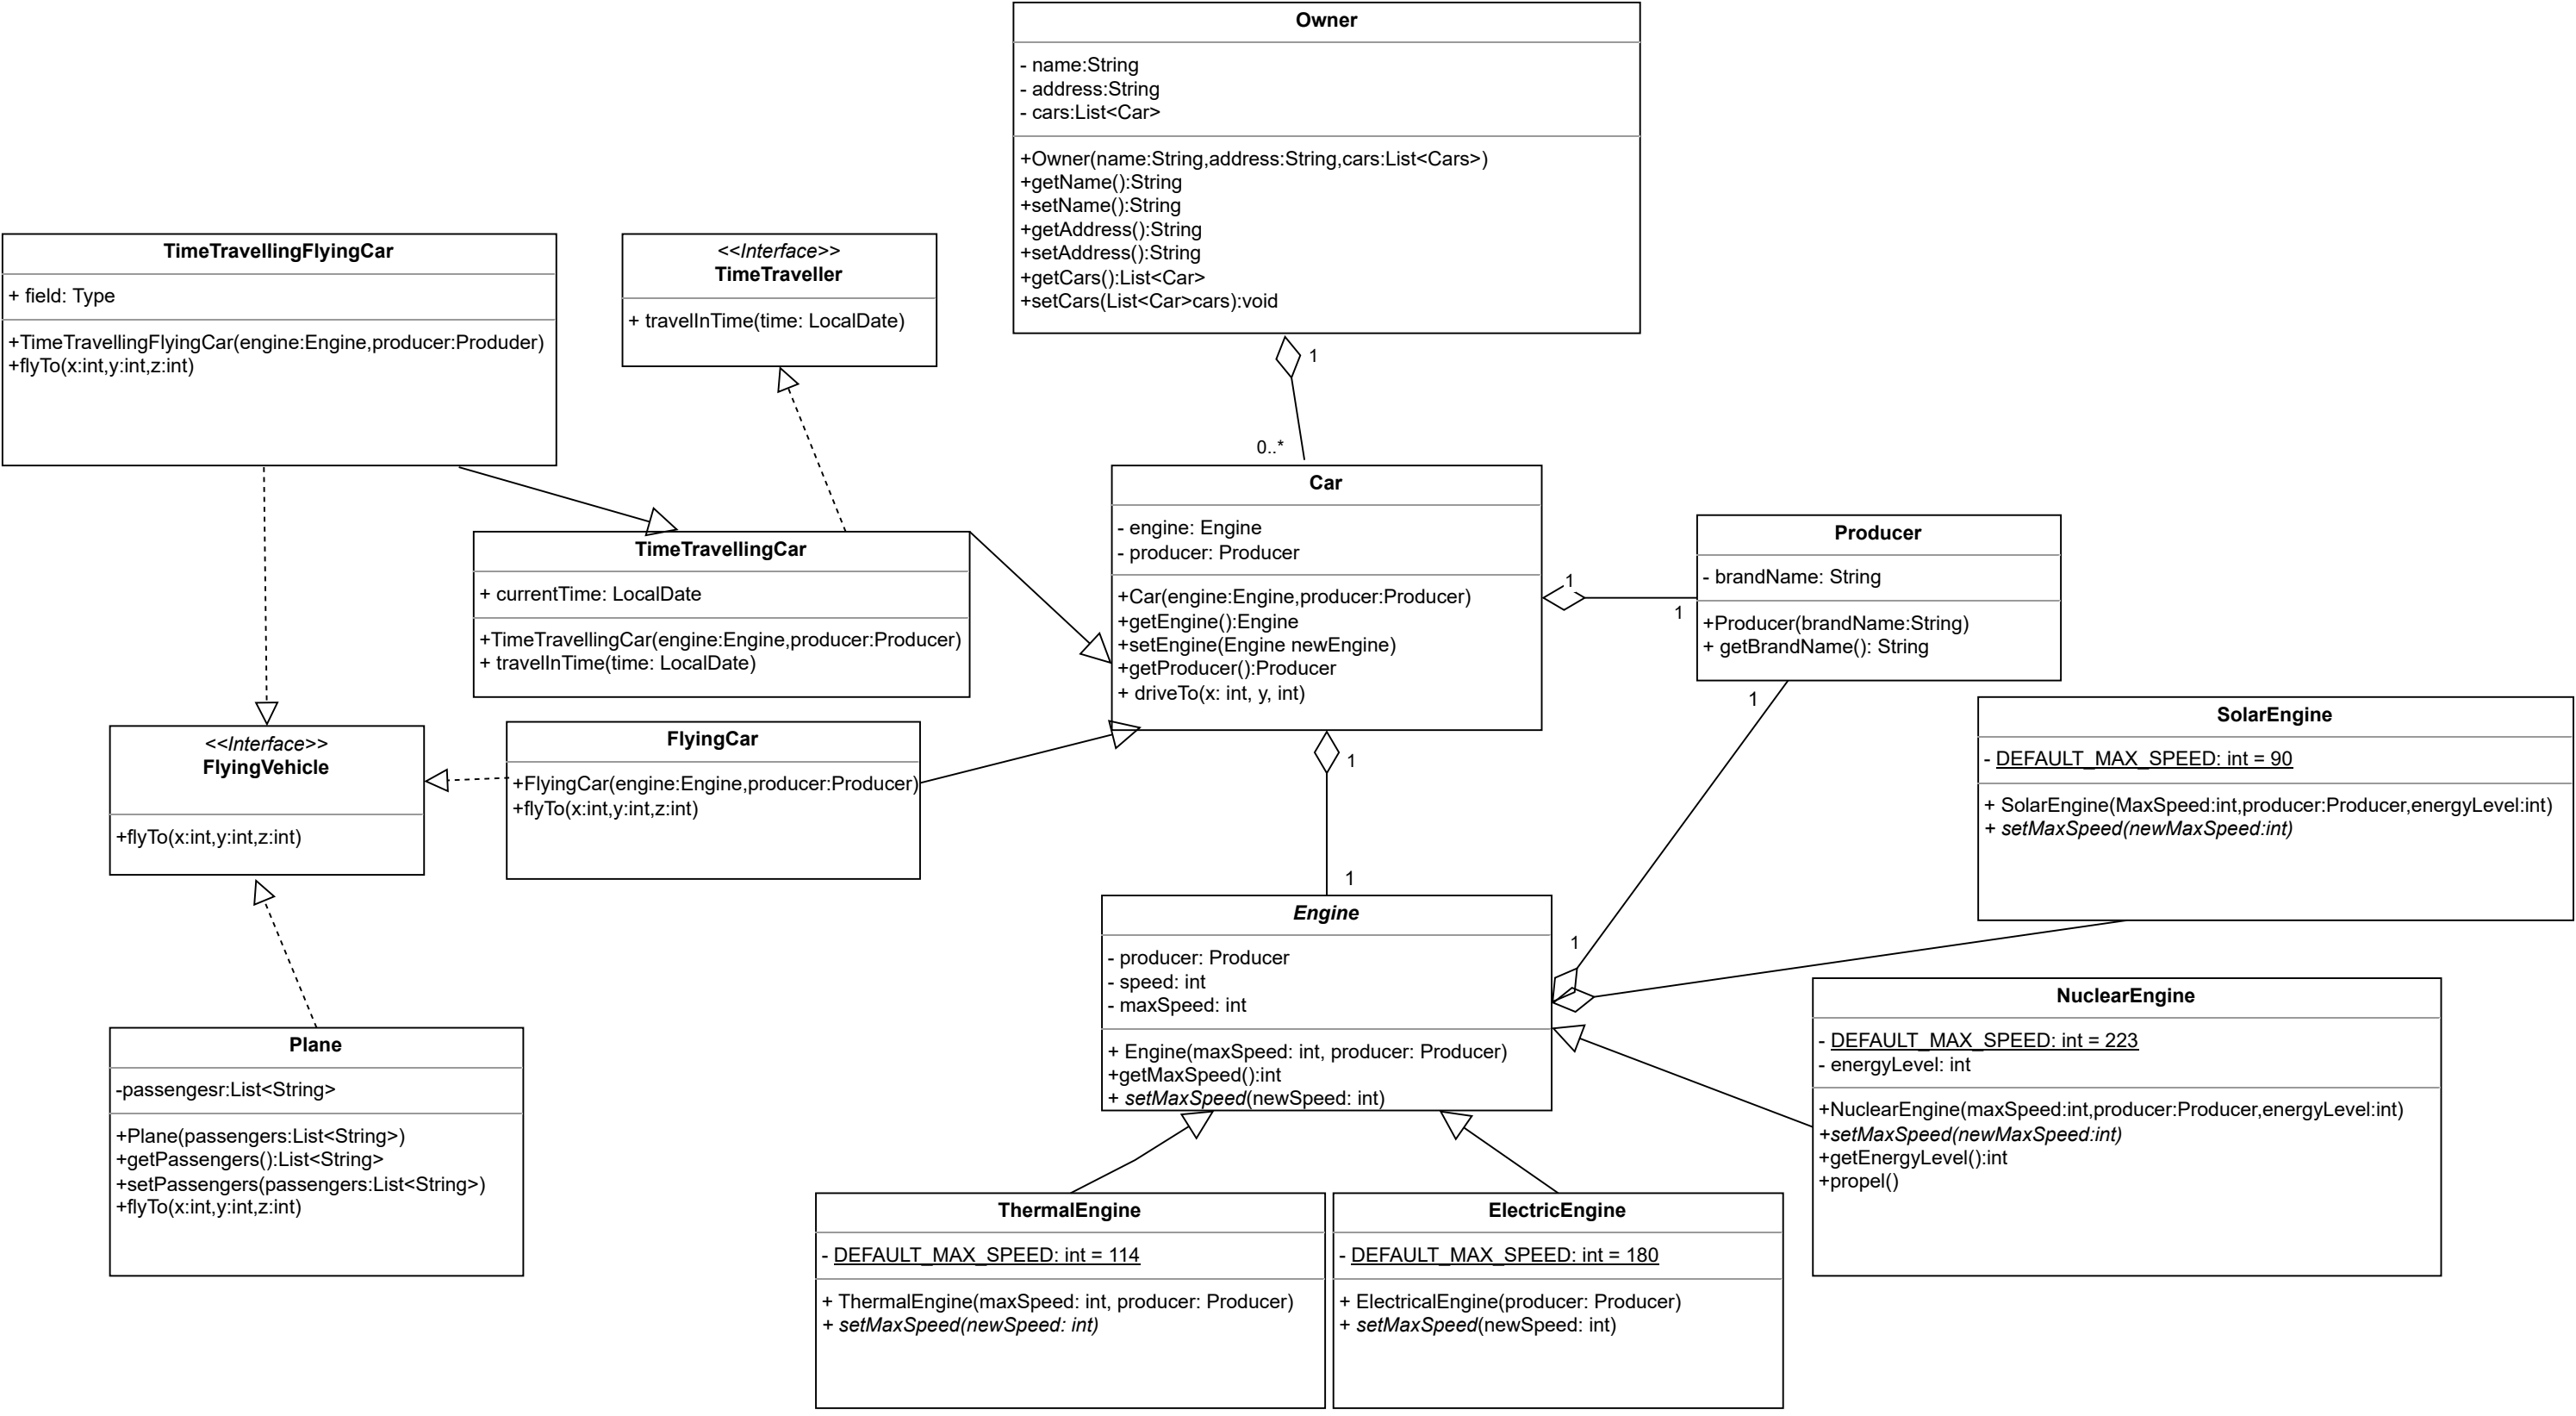 Owner
- name:String
- address:String
- cars:List<Car>
+Owner(name:String,address:String,cars:List<Cars>)
+getName():String
+setName():String
+getAddress():String
+setAddress():String
+getCars():List<Car>
+setCars(List<Car>cars):void
1
0..*
TimeTravellingFlyingCar
+ field: Type
+TimeTravellingFlyingCar(engine:Engine,producer:Produder)
+flyTo(x:int,y:int,z:int)
<<Interface>>
TimeTraveller
+ travelInTime(time: LocalDate)
TimeTravellingCar
+ currentTime: LocalDate
+TimeTravellingCar(engine:Engine,producer:Producer)
+ travelInTime(time: LocalDate)
Car
- engine: Engine
- producer: Producer
+Car(engine:Engine,producer:Producer)
+getEngine():Engine
+setEngine(Engine newEngine)
+getProducer():Producer
+ driveTo(x: int, y, int)
1
1
Producer
- brandName: String
+Producer(brandName:String)
+ getBrandName(): String
1
1
<<Interface>>
FlyingVehicle
+flyTo(x:int,y:int,z:int)
FlyingCar
+FlyingCar(engine:Engine,producer:Producer)
+flyTo(x:int,y:int,z:int)
1
1
SolarEngine
- DEFAULT_MAX_SPEED: int = 90
+ SolarEngine(MaxSpeed:int,producer:Producer,energyLevel:int)
+ setMaxSpeed(newMaxSpeed:int)
Engine
- producer: Producer
- speed: int
- maxSpeed: int
+ Engine(maxSpeed: int, producer: Producer)
+getMaxSpeed():int
+ setMaxSpeed(newSpeed: int)
NuclearEngine
- DEFAULT_MAX_SPEED: int = 223
- energyLevel: int
+NuclearEngine(maxSpeed:int,producer:Producer,energyLevel:int)
+setMaxSpeed(newMaxSpeed:int)
+getEnergyLevel():int
+propel()
Plane
-passengesr:List<String>
+Plane(passengers:List<String>)
+getPassengers():List<String>
+setPassengers(passengers:List<String>)
+flyTo(x:int,y:int,z:int)
ThermalEngine
- DEFAULT_MAX_SPEED: int = 114
+ ThermalEngine(maxSpeed: int, producer: Producer)
+ setMaxSpeed(newSpeed: int)
ElectricEngine
- DEFAULT_MAX_SPEED: int = 180
+ ElectricalEngine(producer: Producer)
+ setMaxSpeed(newSpeed: int)